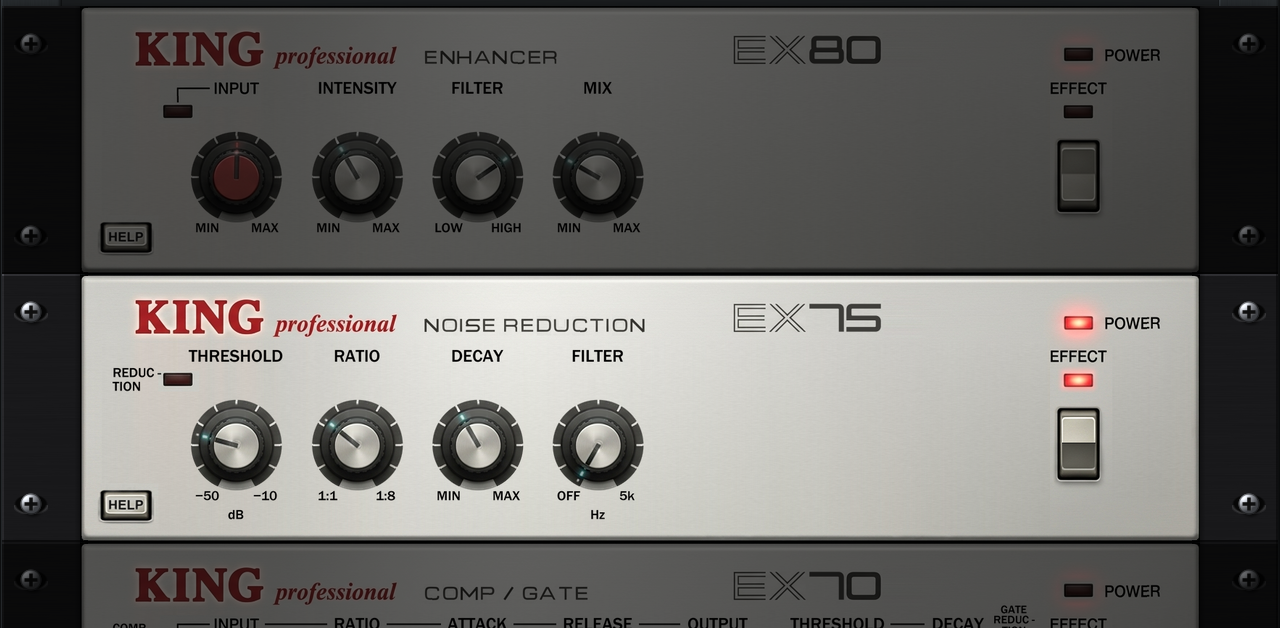 KING professional ENHANCER EX80 POWER
INPUT INTENSITY FILTER MIX EFFECT
MIN MAX MIN MAX LOW HIGH MIN MAX
HELP
KING professional NOISE REDUCTION EX75 POWER
THRESHOLD RATIO DECAY FILTER EFFECT
REDUC-
TION
−50 −10 1:1 1:8 MIN MAX OFF 5k
HELP
dB Hz
KING professional COMP / GATE EX70 POWER
GATE
REDUC-
TION
COMP INPUT RATIO ATTACK RELEASE OUTPUT THRESHOLD DECAY EFFECT